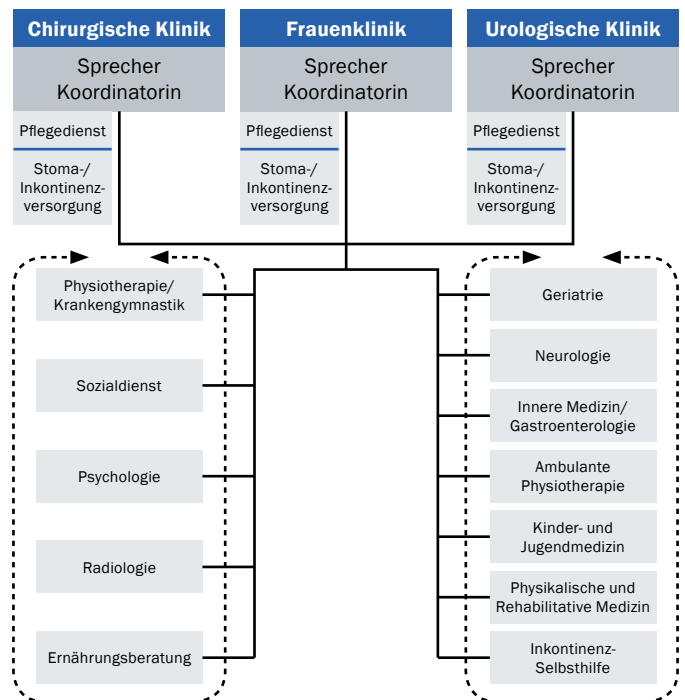 Chirurgische Klinik
Sprecher
Koordinatorin
Pflegedienst
Stoma-/
Inkontinenz-
versorgung
Frauenklinik
Sprecher
Koordinatorin
Pflegedienst
Stoma-/
Inkontinenz-
versorgung
Urologische Klinik
Sprecher
Koordinatorin
Pflegedienst
Stoma-/
Inkontinenz-
versorgung
Physiotherapie/
Krankengymnastik
Sozialdienst
Psychologie
Radiologie
Ernährungsberatung
Geriatrie
Neurologie
Innere Medizin/
Gastroenterologie
Ambulante
Physiotherapie
Kinder- und
Jugendmedizin
Physikalische und
Rehabilitative Medizin
Inkontinenz-
Selbsthilfe